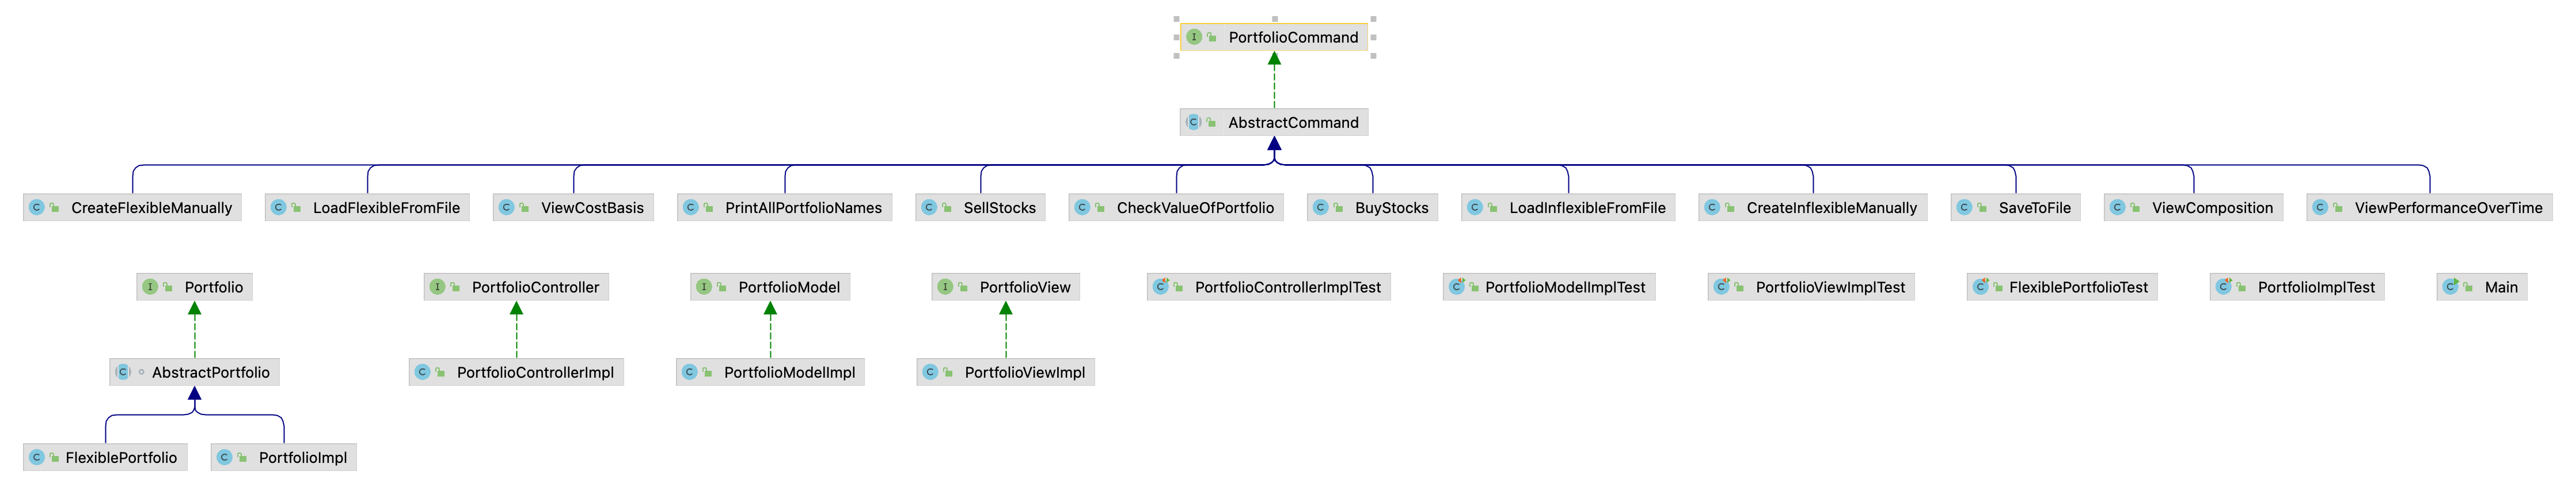 PortfolioCommand
AbstractCommand
CreateFlexibleManually
LoadFlexibleFromFile
ViewCostBasis
PrintAllPortfolioNames
SellStocks
CheckValueOfPortfolio
BuyStocks
LoadInflexibleFromFile
CreateInflexibleManually
SaveToFile
ViewComposition
ViewPerformanceOverTime
Portfolio
PortfolioController
PortfolioModel
PortfolioView
PortfolioControllerImplTest
PortfolioModelImplTest
PortfolioViewImplTest
FlexiblePortfolioTest
PortfolioImplTest
Main
AbstractPortfolio
PortfolioControllerImpl
PortfolioModelImpl
PortfolioViewImpl
FlexiblePortfolio
PortfolioImpl